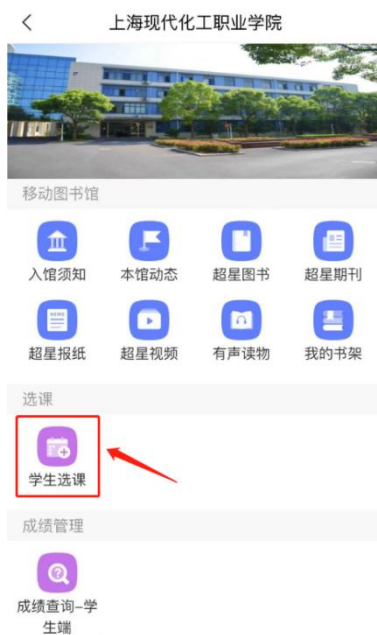 上海现代化工职业学院
移动图书馆
入馆须知 本馆动态 超星图书 超星期刊
超星报纸 超星视频 有声读物 我的书架
选课
学生选课
成绩管理
成绩查询-学
生端